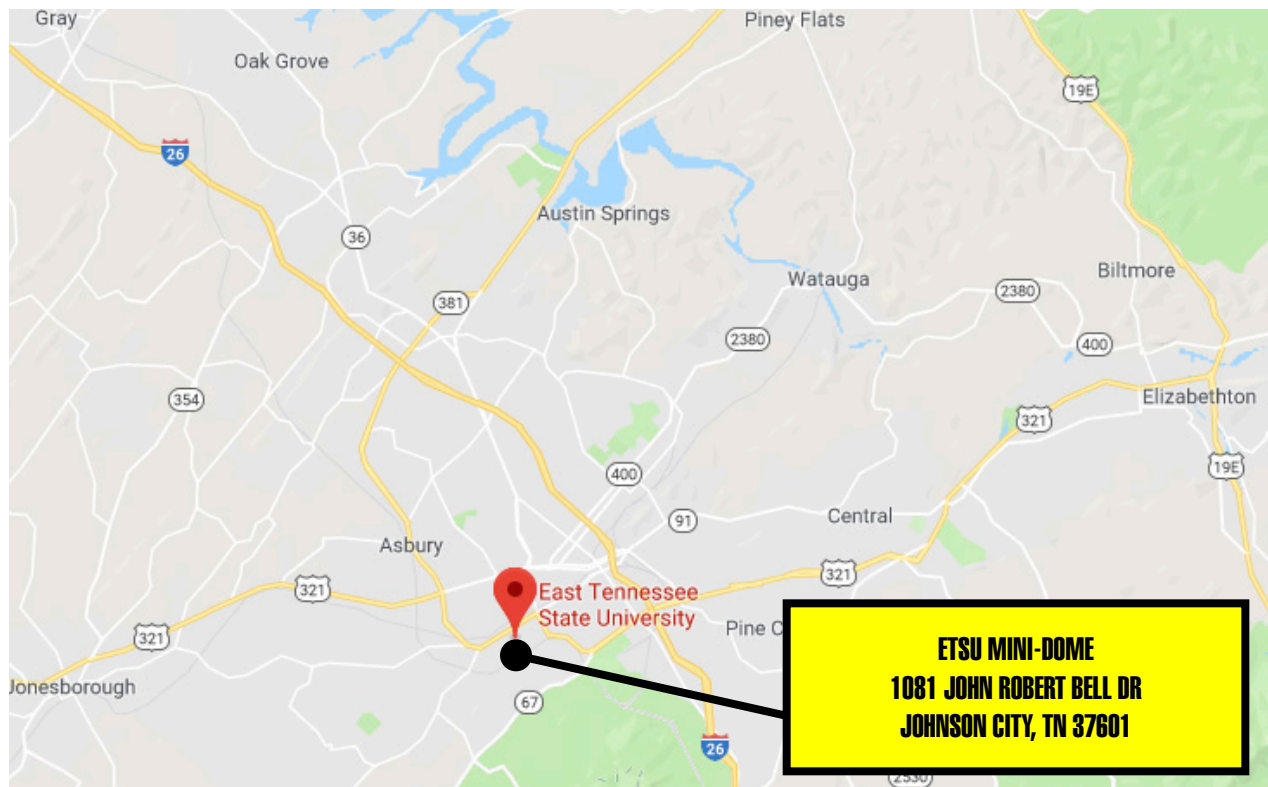 Gray
Piney Flats
Oak Grove
19E
26
Austin Springs
36
Biltmore
Watauga
2380
381
2380
400
354
Elizabethton
321
19E
400
91
Central
Asbury
321
321
East Tennessee
State University
321
Pine
Jonesborough
67
26
ETSU MINI-DOME
1081 JOHN ROBERT BELL DR
JOHNSON CITY, TN 37601
2530